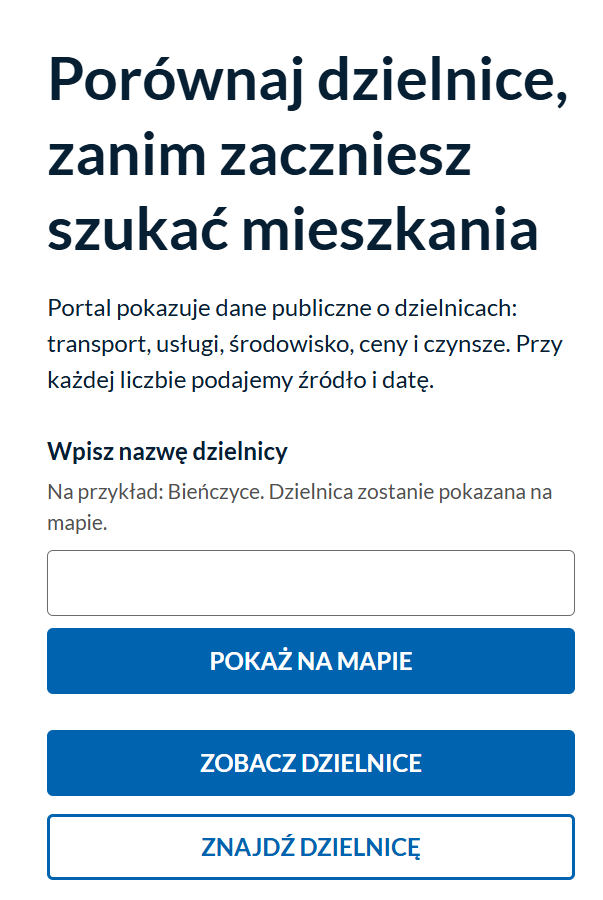 Porównaj dzielnice,
zanim zaczniesz
szukać mieszkania
Portal pokazuje dane publiczne o dzielnicach:
transport, usługi, środowisko, ceny i czynsze. Przy
każdej liczbie podajemy źródło i datę.
Wpisz nazwę dzielnicy
Na przykład: Bieńczyce. Dzielnica zostanie pokazana na
mapie.
POKAŻ NA MAPIE
ZOBACZ DZIELNICE
ZNAJDŹ DZIELNICĘ